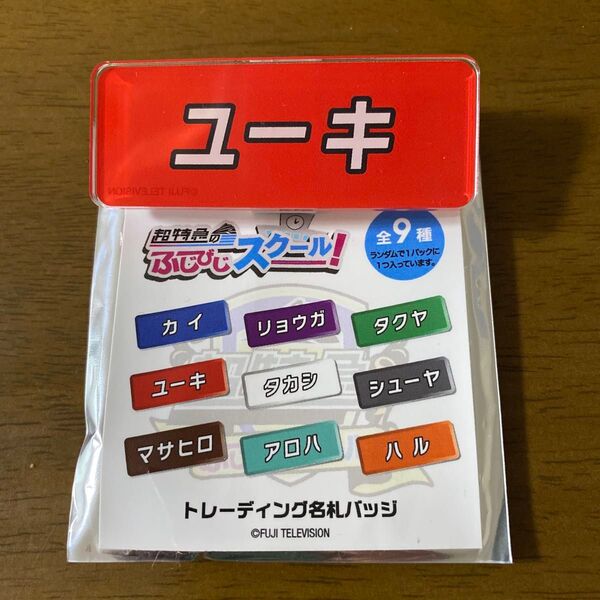 ユーキ
©FUJI TELEVISION
超特急の
ふじびじスクール!
全9種
ランダムで1パックに
1つ入っています。
カイ
リョウガ
タクヤ
ユーキ
タカシ
シューヤ
マサヒロ
アロハ
ハル
トレーディング名札バッジ
©FUJI TELEVISION